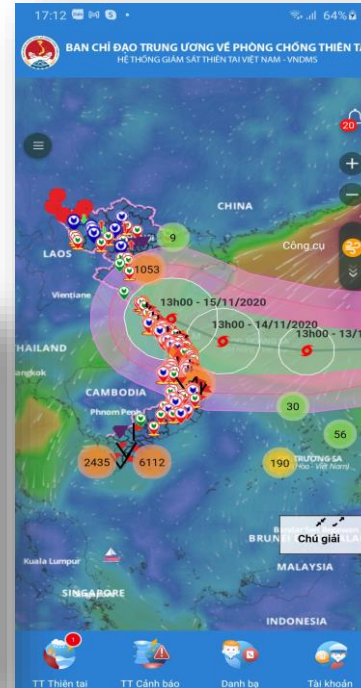 17:12
64%
BAN CHỈ ĐẠO TRUNG ƯƠNG VỀ PHÒNG CHỐNG THIÊN TA
HỆ THỐNG GIÁM SÁT THIÊN TAI VIỆT NAM - VNDMS
20
+
−
CHINA
9
Công cụ
LAOS
1053
Vientiane
13h00 - 15/11/2020
13h00 - 14/11/2020
13h00 - 13/1
THAILAND
angkok
CAMBODIA
Phnom Penh
30
56
2435
6112
190
TRƯỜNG SA
Việt Nam)
Chú giải
BRUNEI
Kuala Lumpur
MALAYSIA
SINGAPORE
INDONESIA
1
TT Thiên tai
TT Cảnh báo
Danh bạ
Tài khoản